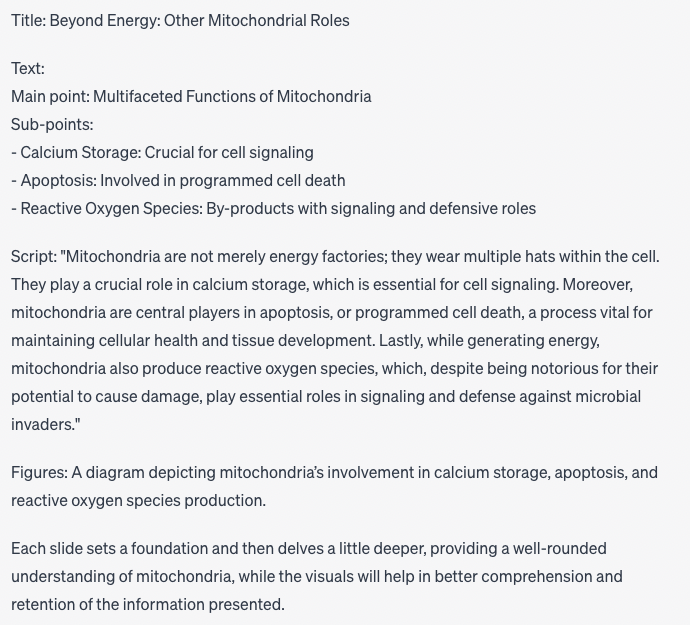 Title: Beyond Energy: Other Mitochondrial Roles
Text:
Main point: Multifaceted Functions of Mitochondria
Sub-points:
- Calcium Storage: Crucial for cell signaling
- Apoptosis: Involved in programmed cell death
- Reactive Oxygen Species: By-products with signaling and defensive roles
Script: "Mitochondria are not merely energy factories; they wear multiple hats within the cell.
They play a crucial role in calcium storage, which is essential for cell signaling. Moreover,
mitochondria are central players in apoptosis, or programmed cell death, a process vital for
maintaining cellular health and tissue development. Lastly, while generating energy,
mitochondria also produce reactive oxygen species, which, despite being notorious for their
potential to cause damage, play essential roles in signaling and defense against microbial
invaders."
Figures: A diagram depicting mitochondria’s involvement in calcium storage, apoptosis, and
reactive oxygen species production.
Each slide sets a foundation and then delves a little deeper, providing a well-rounded
understanding of mitochondria, while the visuals will help in better comprehension and
retention of the information presented.